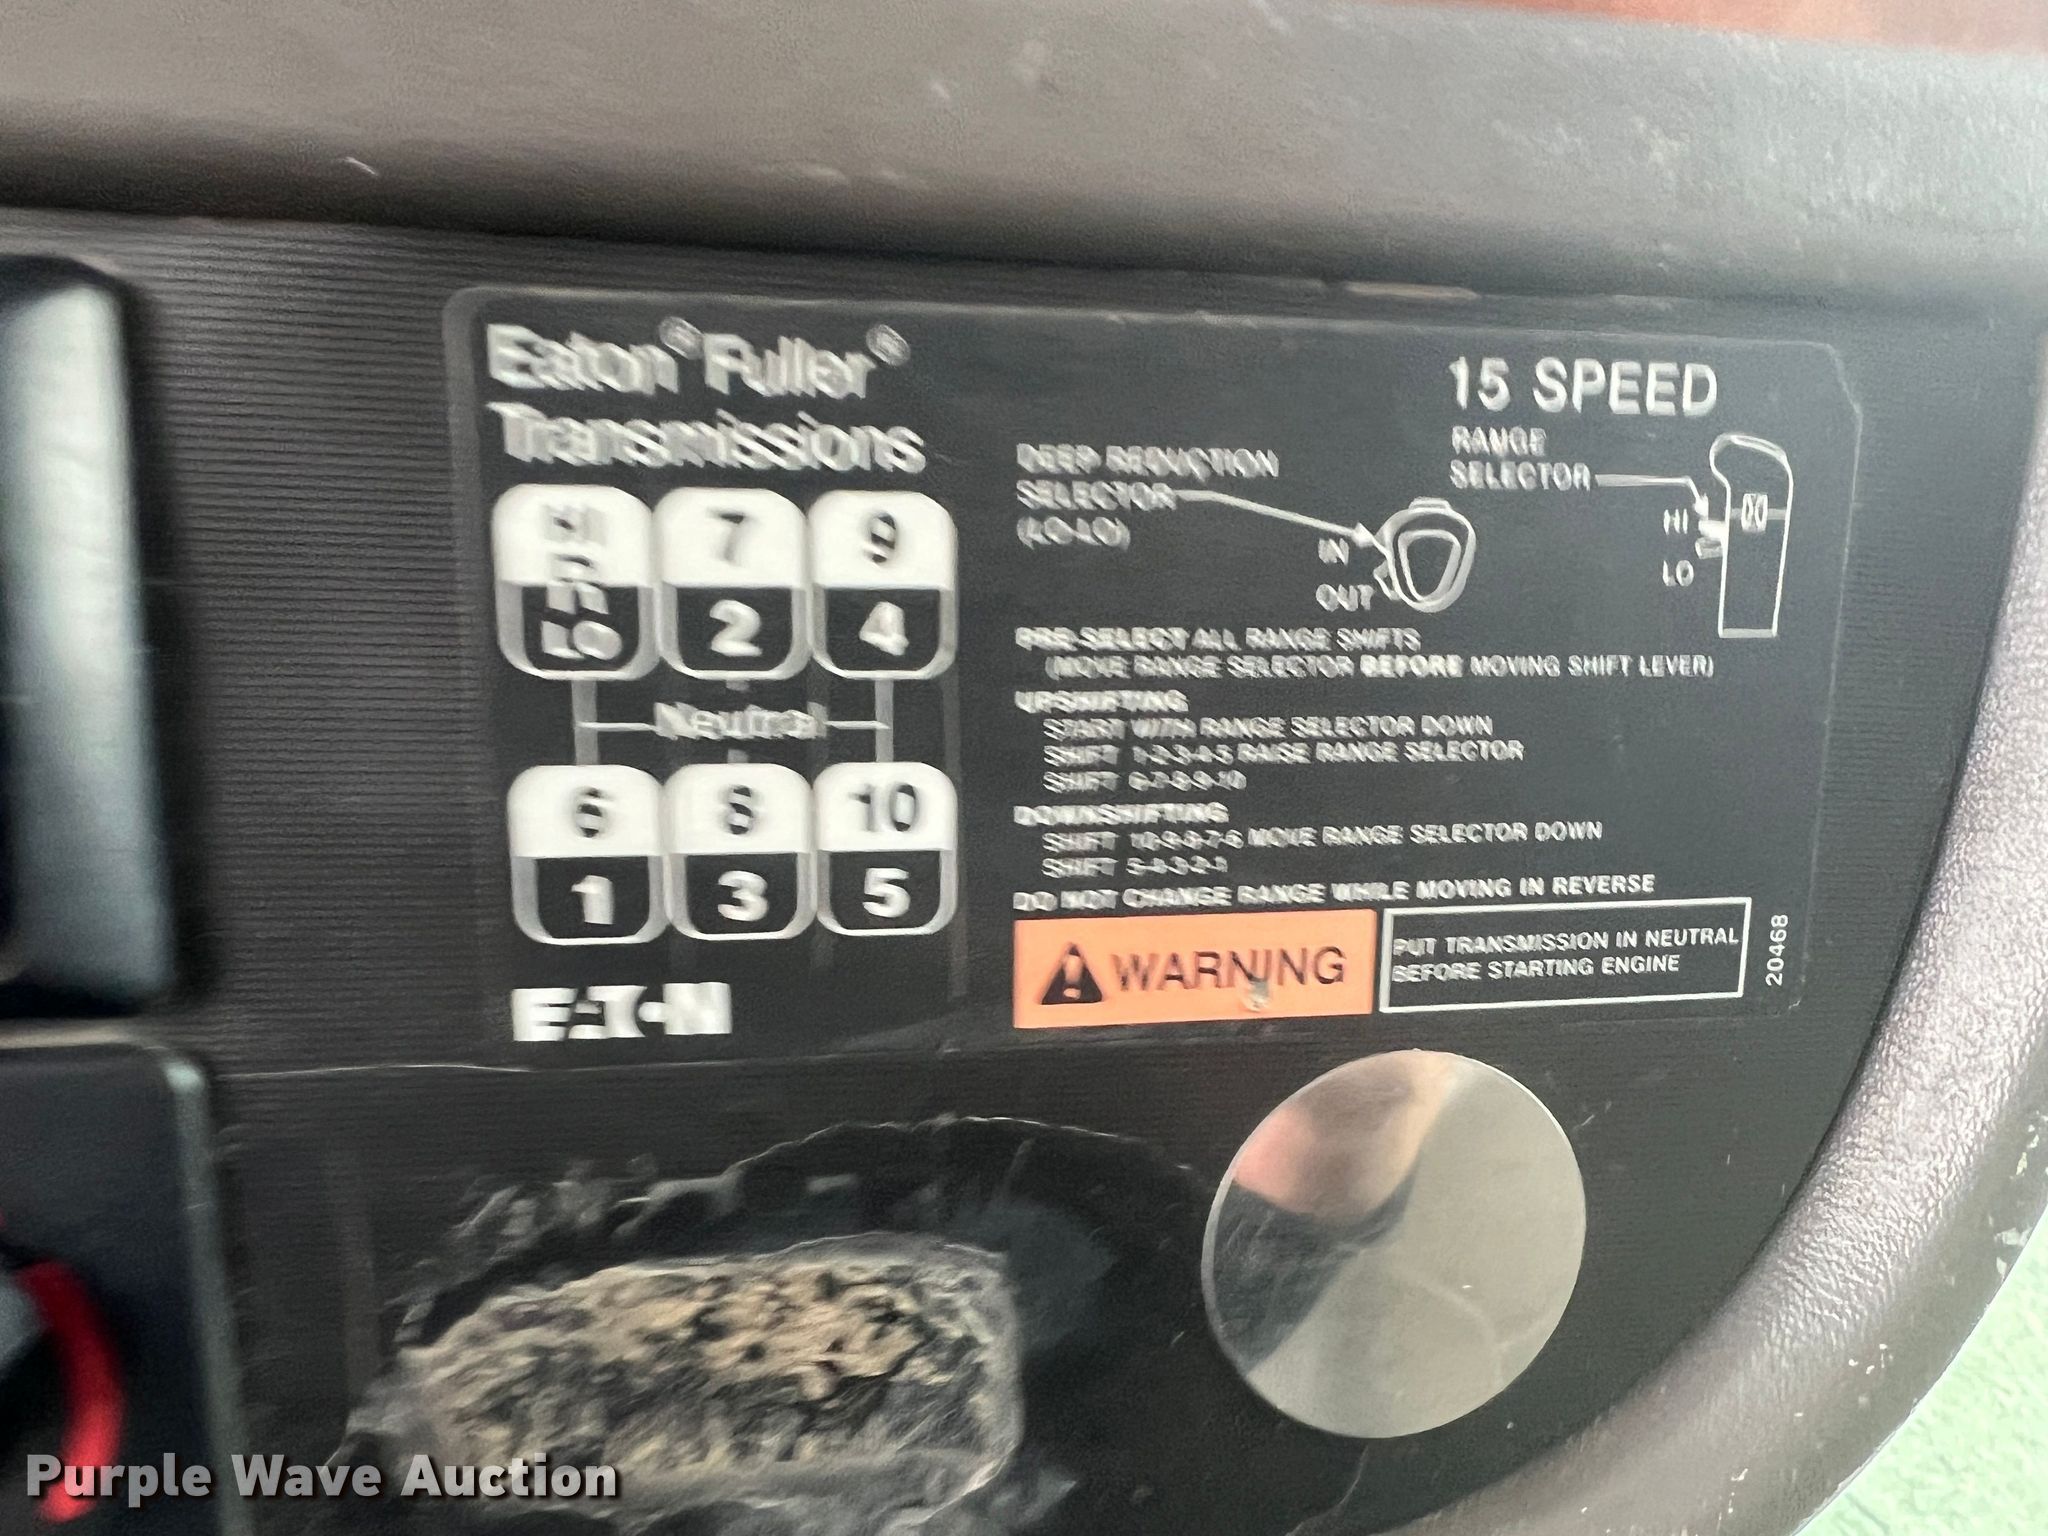 Eaton® Fuller®
Transmissions
HI
R
LO
7
2
9
4
Neutral
6
1
8
3
10
5
EATON
15 SPEED
DEEP REDUCTION
SELECTOR
(LO-LO)
IN
OUT
RANGE
SELECTOR
HI
LO
PRE-SELECT ALL RANGE SHIFTS
(MOVE RANGE SELECTOR BEFORE MOVING SHIFT LEVER)
UPSHIFTING
START WITH RANGE SELECTOR DOWN
SHIFT 1-2-3-4-5 RAISE RANGE SELECTOR
SHIFT 6-7-8-9-10
DOWNSHIFTING
SHIFT 10-9-8-7-6 MOVE RANGE SELECTOR DOWN
SHIFT 5-4-3-2-1
DO NOT CHANGE RANGE WHILE MOVING IN REVERSE
WARNING
PUT TRANSMISSION IN NEUTRAL
BEFORE STARTING ENGINE
20468
Purple Wave Auction